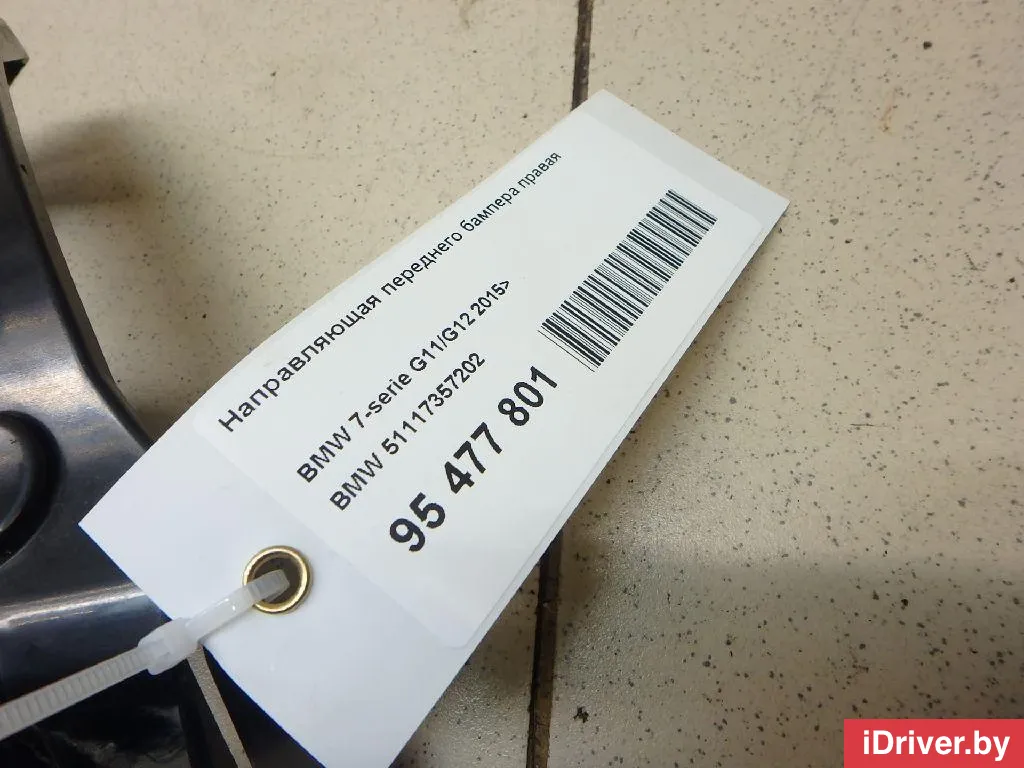 Направляющая переднего бампера правая
BMW 7-serie G11/G12 2015>
BMW 51117357202
95 477 801
iDriver.by